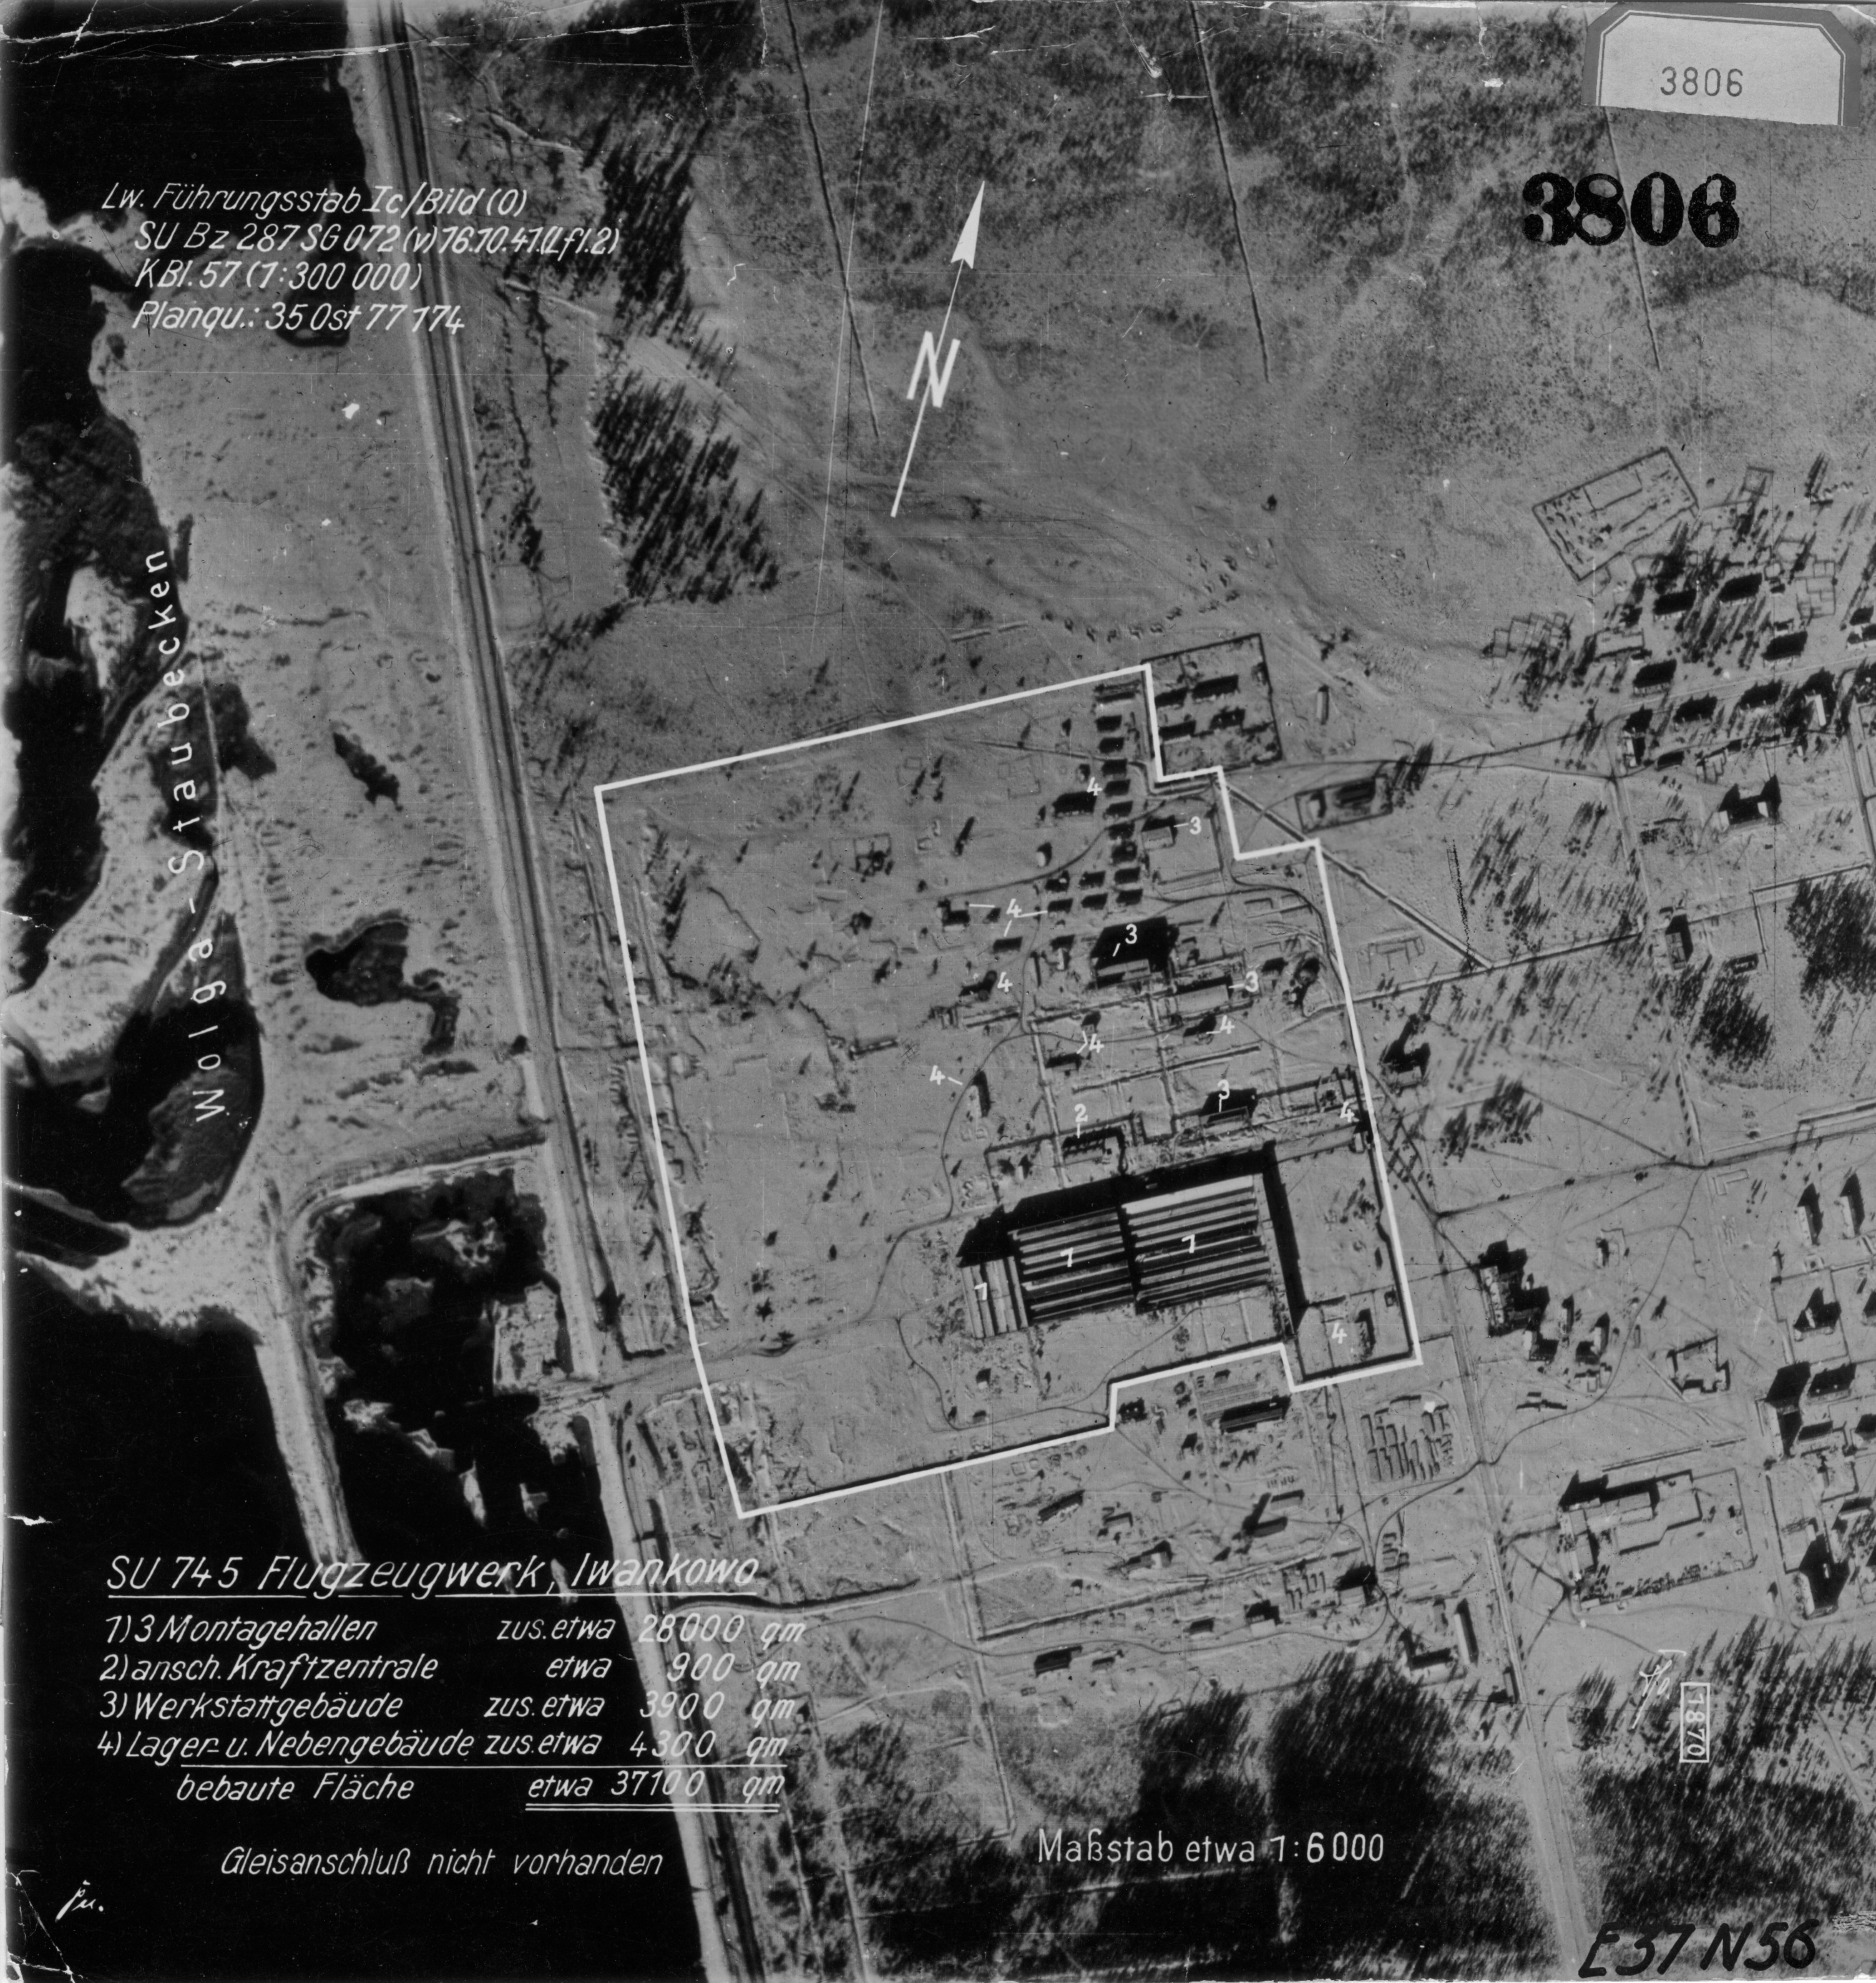 3806
3806
Lw. Führungsstab Ic/Bild (O)
SU Bz 287 SG 072 (v) 16.10.41.(Lfl.2)
KBl. 57 (1:300 000)
Planqu.: 35 Ost 77 174
N
Wolga-Staubecken
4
3
4
3
4
3
4
4
4
3
2
4
1
1
1
4
SU 745 Flugzeugwerk, Iwankowo
1) 3 Montagehallen zus. etwa 28000 qm
2) ansch. Kraftzentrale etwa 900 qm
3) Werkstattgebäude zus. etwa 3900 qm
4) Lager- u. Nebengebäude zus. etwa 4300 qm
bebaute Fläche etwa 37100 qm
Gleisanschluß nicht vorhanden
Maßstab etwa 1:6000
1870
E37 N56